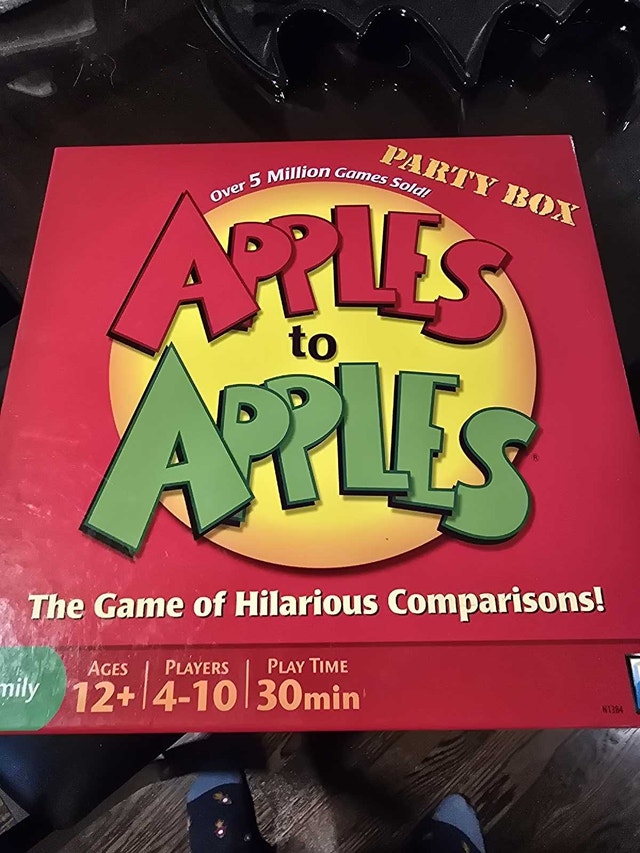 PARTY BOX
Over 5 Million Games Sold!
APPLES
to
APPLES
®
The Game of Hilarious Comparisons!
mily
AGES
12+
PLAYERS
4-10
PLAY TIME
30min